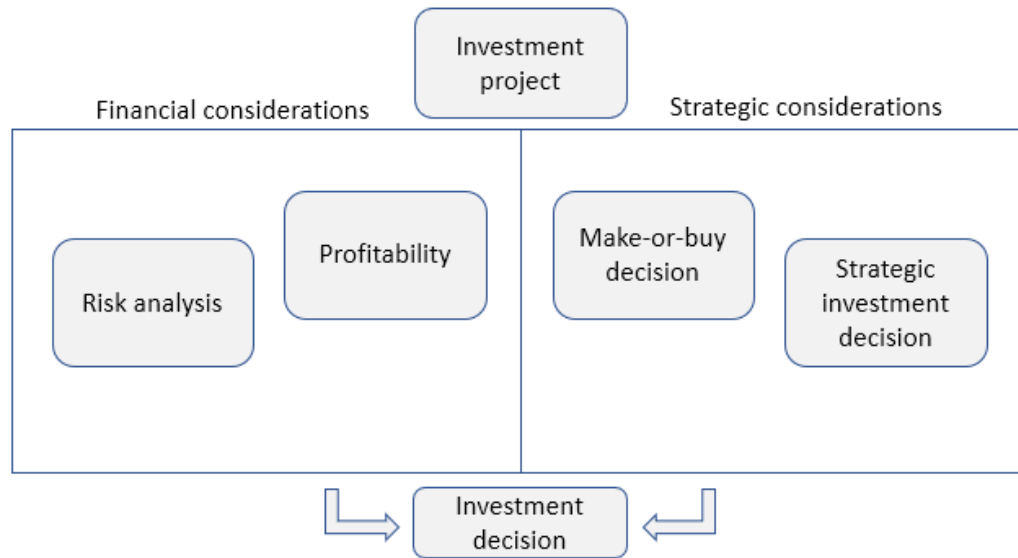 Investment
project
Financial considerations
Strategic considerations
Risk analysis
Profitability
Make-or-buy
decision
Strategic
investment
decision
Investment
decision